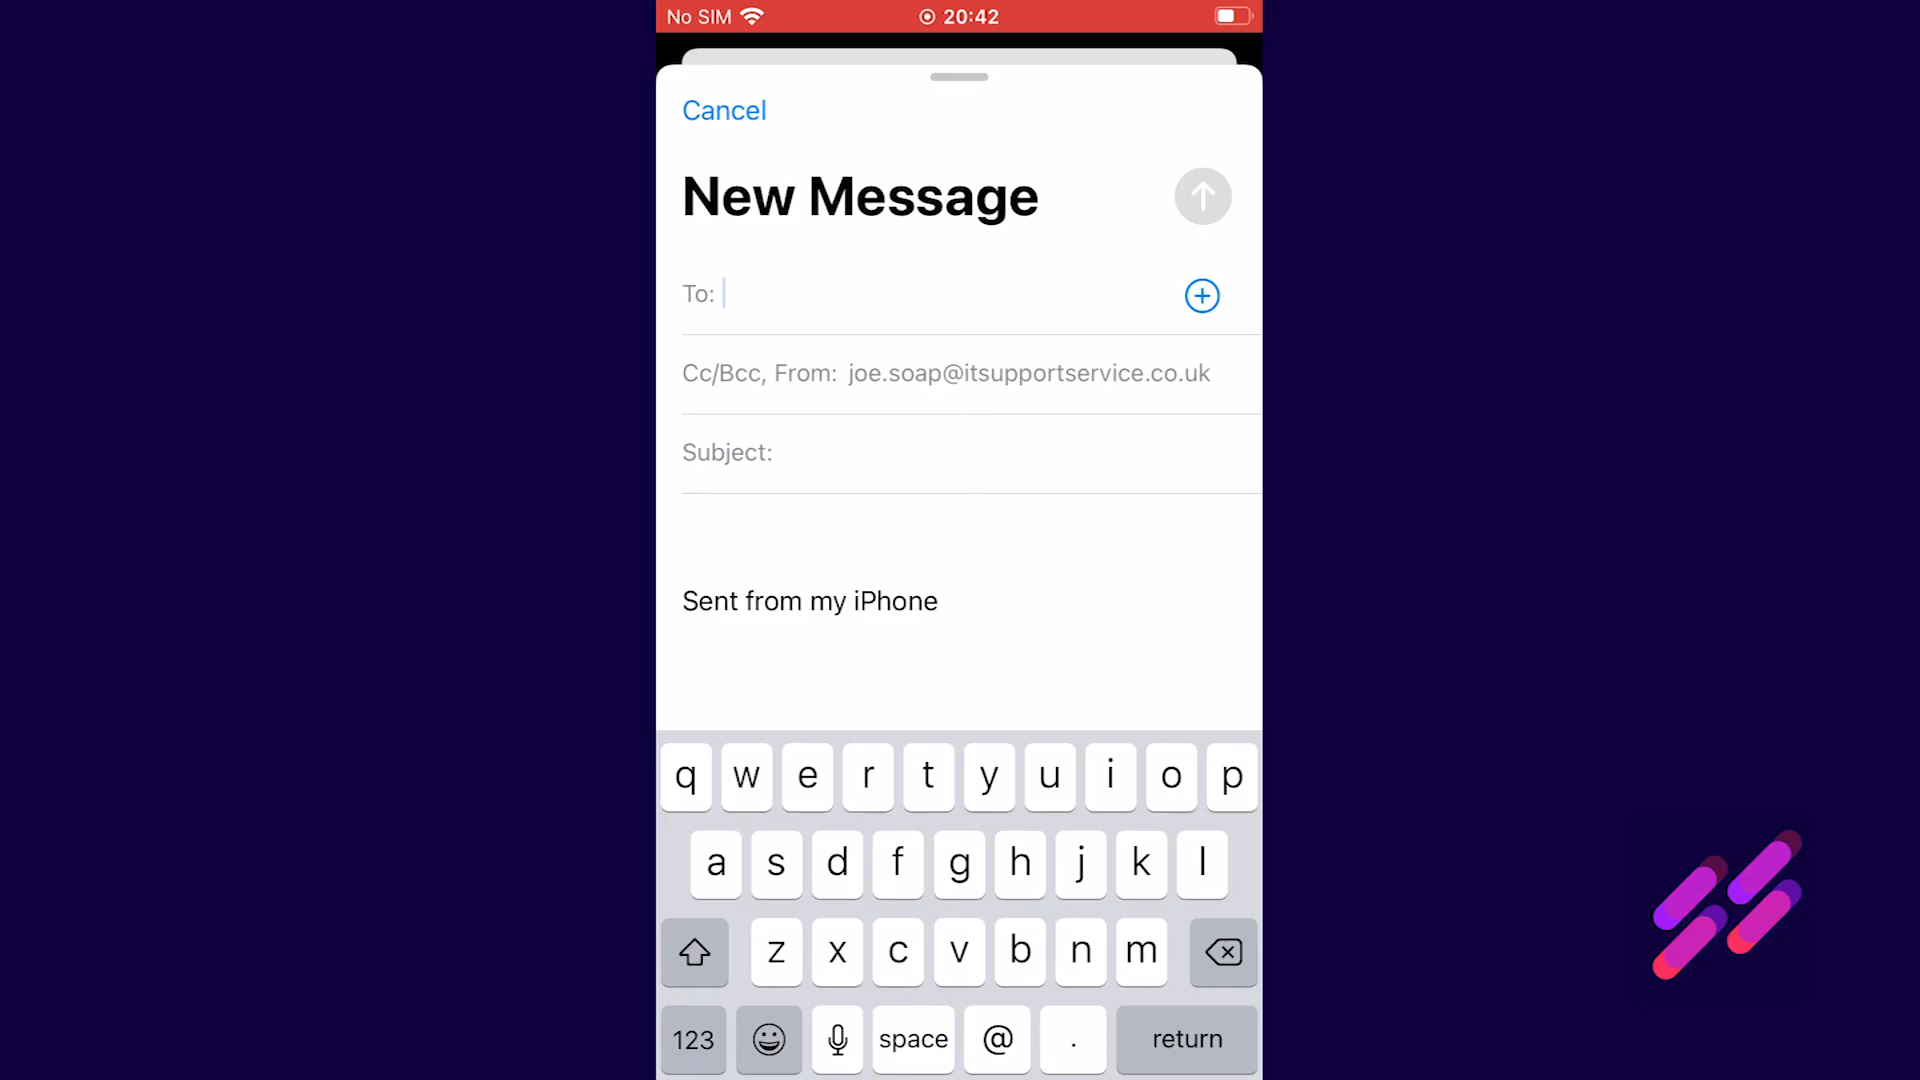 No SIM 20:42
Cancel
New Message
To:
Cc/Bcc, From: joe.soap@itsupportservice.co.uk
Subject:
Sent from my iPhone
q w e r t y u i o p
a s d f g h j k l
z x c v b n m
123 space @ . return